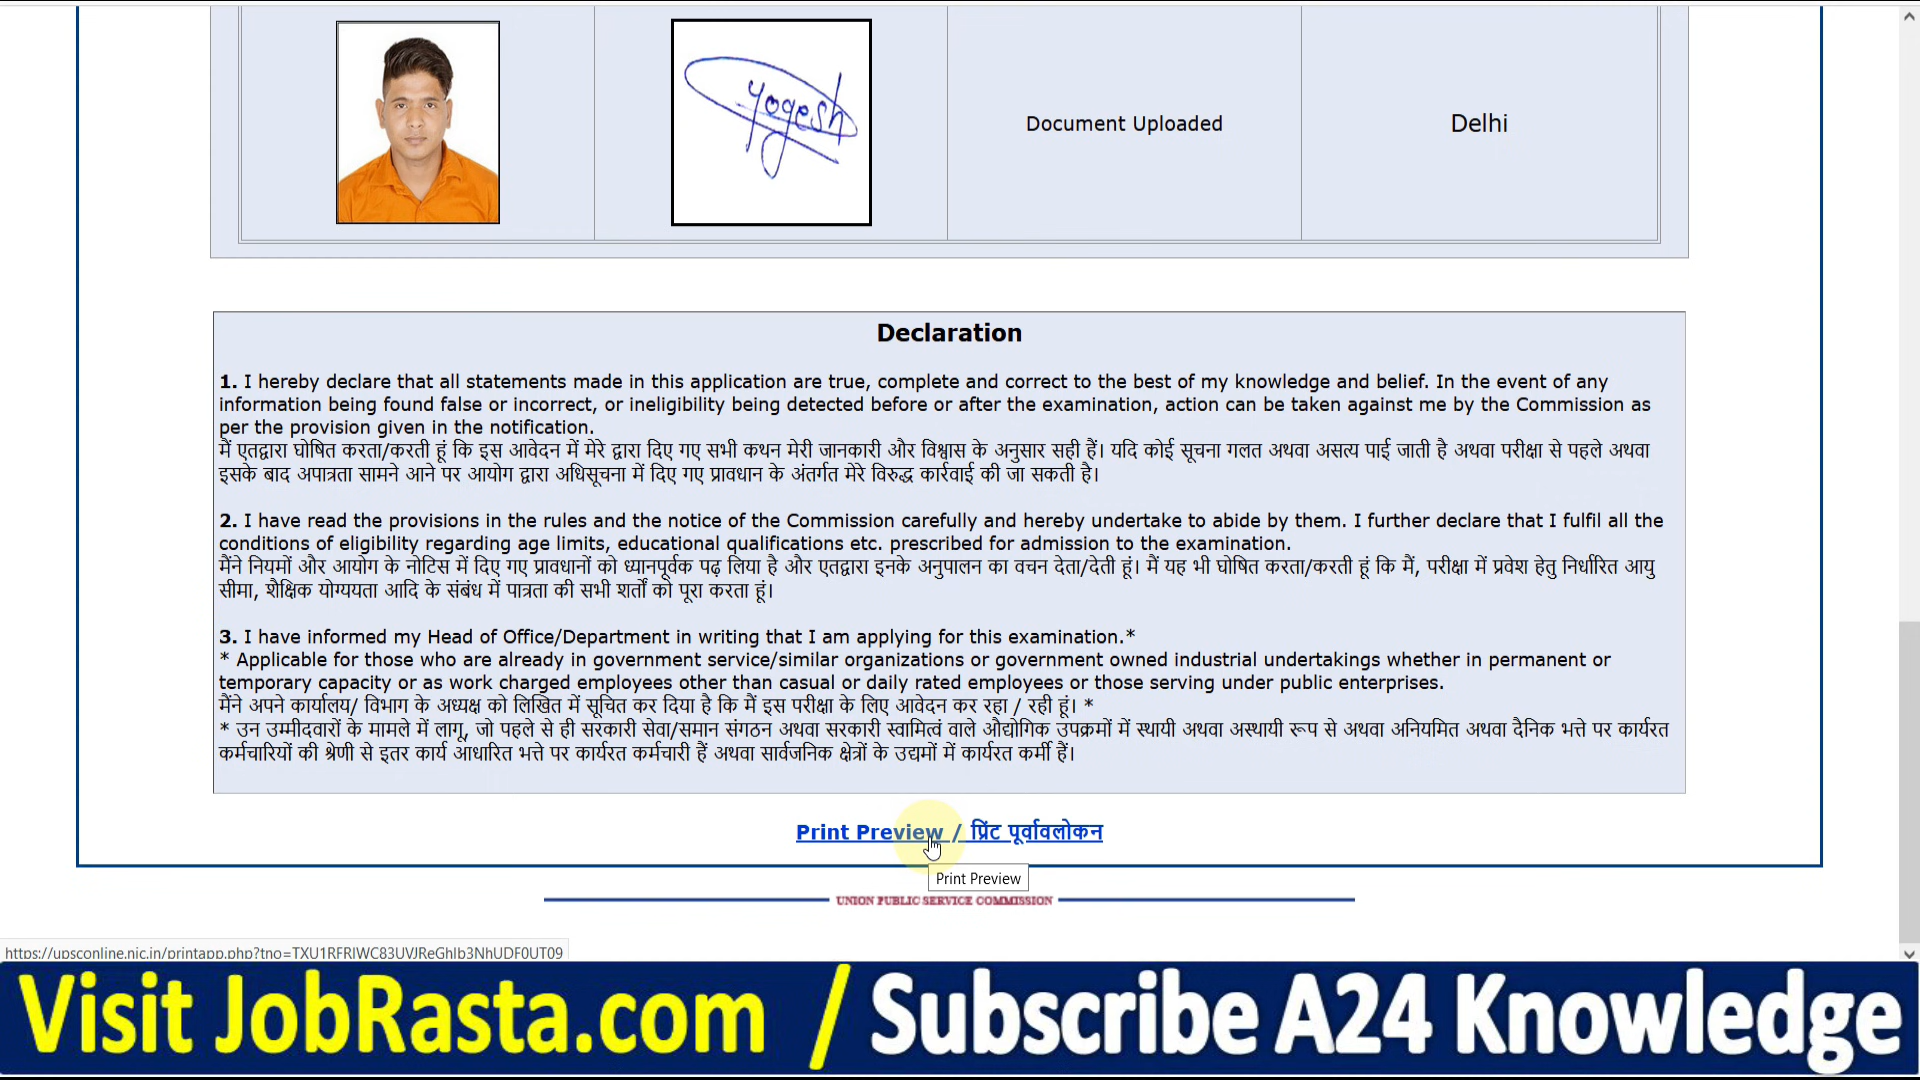 yogesh
Document Uploaded
Delhi
Declaration
1. I hereby declare that all statements made in this application are true, complete and correct to the best of my knowledge and belief. In the event of any
information being found false or incorrect, or ineligibility being detected before or after the examination, action can be taken against me by the Commission as
per the provision given in the notification.
मैं एतद्वारा घोषित करता/करती हूं कि इस आवेदन में मेरे द्वारा दिए गए सभी कथन मेरी जानकारी और विश्वास के अनुसार सही हैं। यदि कोई सूचना गलत अथवा असत्य पाई जाती है अथवा परीक्षा से पहले अथवा
इसके बाद अपात्रता सामने आने पर आयोग द्वारा अधिसूचना में दिए गए प्रावधान के अंतर्गत मेरे विरुद्ध कार्रवाई की जा सकती है।
2. I have read the provisions in the rules and the notice of the Commission carefully and hereby undertake to abide by them. I further declare that I fulfil all the
conditions of eligibility regarding age limits, educational qualifications etc. prescribed for admission to the examination.
मैंने नियमों और आयोग के नोटिस में दिए गए प्रावधानों को ध्यानपूर्वक पढ़ लिया है और एतद्वारा इनके अनुपालन का वचन देता/देती हूं। मैं यह भी घोषित करता/करती हूं कि मैं, परीक्षा में प्रवेश हेतु निर्धारित आयु
सीमा, शैक्षिक योग्ययता आदि के संबंध में पात्रता की सभी शर्तों को पूरा करता हूं।
3. I have informed my Head of Office/Department in writing that I am applying for this examination.*
* Applicable for those who are already in government service/similar organizations or government owned industrial undertakings whether in permanent or
temporary capacity or as work charged employees other than casual or daily rated employees or those serving under public enterprises.
मैंने अपने कार्यालय/ विभाग के अध्यक्ष को लिखित में सूचित कर दिया है कि मैं इस परीक्षा के लिए आवेदन कर रहा / रही हूं। *
* उन उम्मीदवारों के मामले में लागू, जो पहले से ही सरकारी सेवा/समान संगठन अथवा सरकारी स्वामित्वं वाले औद्योगिक उपक्रमों में स्थायी अथवा अस्थायी रूप से अथवा अनियमित अथवा दैनिक भत्ते पर कार्यरत
कर्मचारियों की श्रेणी से इतर कार्य आधारित भत्ते पर कार्यरत कर्मचारी हैं अथवा सार्वजनिक क्षेत्रों के उद्यमों में कार्यरत कर्मी हैं।
Print Preview / प्रिंट पूर्वावलोकन
Print Preview
UNION PUBLIC SERVICE COMMISSION
https://upsconline.nic.in/printapp.php?tno=TXU1RFRIWC83UVJReGhIb3NhUDF0UT09
Visit JobRasta.com / Subscribe A24 Knowledge